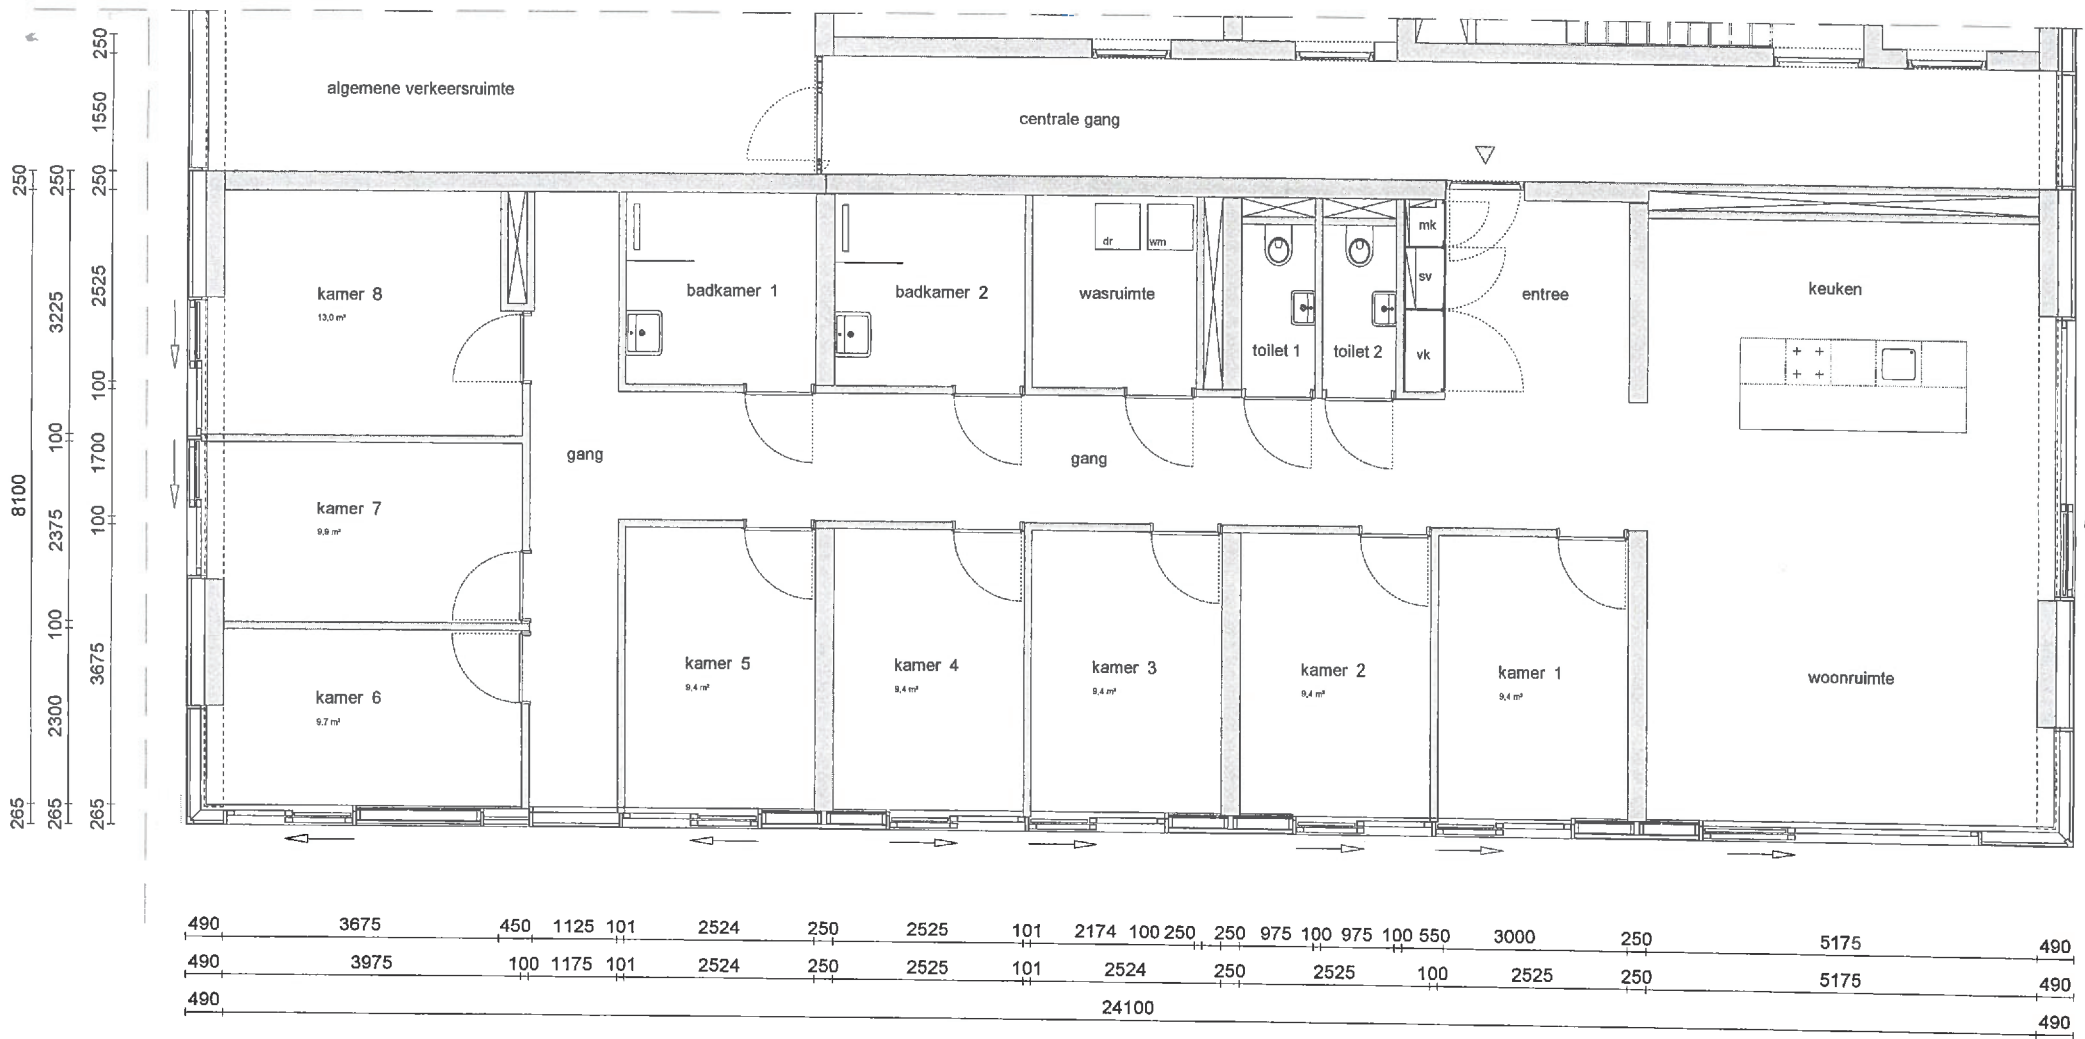 algemene verkeersruimte
centrale gang
kamer 8
13,0 m²
badkamer 1
badkamer 2
wasruimte
dr
wm
toilet 1
toilet 2
mk
sv
vk
entree
keuken
gang
gang
kamer 7
9,9 m²
kamer 6
9,7 m²
kamer 5
9,4 m²
kamer 4
9,4 m²
kamer 3
9,4 m²
kamer 2
9,4 m²
kamer 1
9,4 m²
woonruimte
250
8100
265
250
3225
100
2375
100
2300
265
250
1550
250
2525
100
1700
100
3675
265
490 3675 450 1125 101 2524 250 2525 101 2174 100 250 250 975 100 975 100 550 3000 250 5175 490
490 3975 100 1175 101 2524 250 2525 101 2524 250 2525 100 2525 250 5175 490
490 24100 490